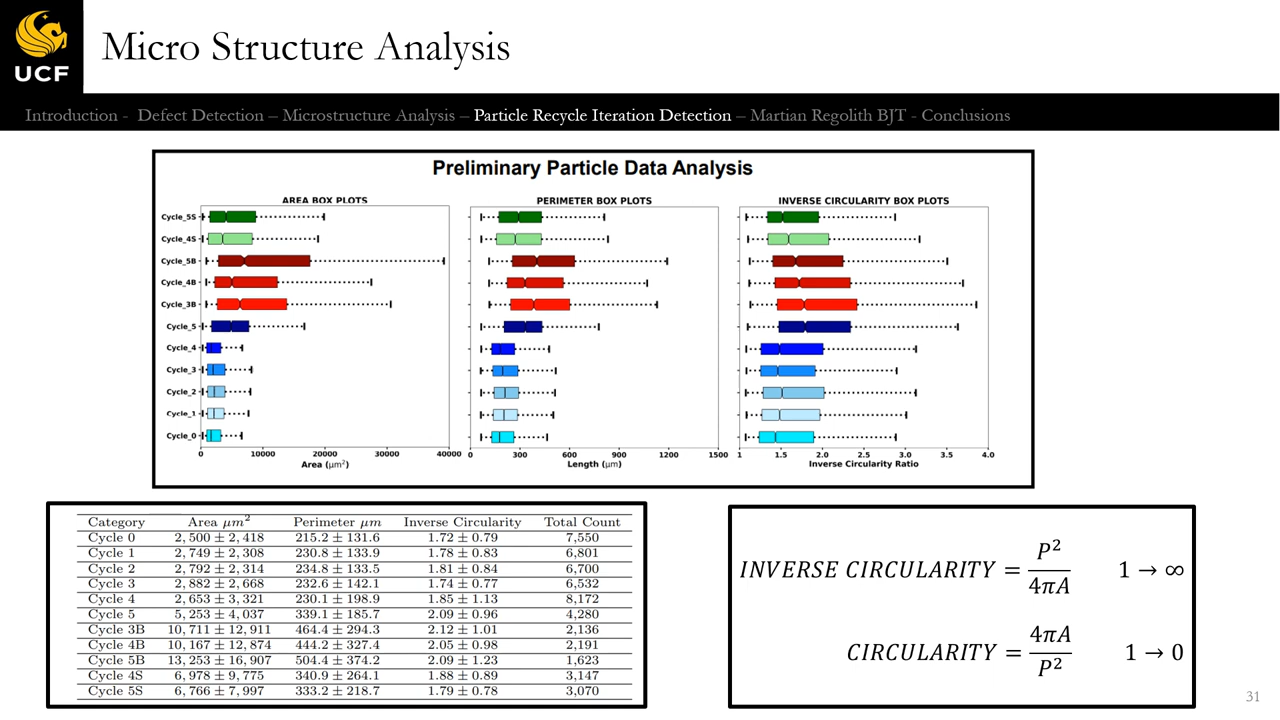 UCF
Micro Structure Analysis
Introduction -  Defect Detection – Microstructure Analysis – Particle Recycle Iteration Detection – Martian Regolith BJT - Conclusions
Preliminary Particle Data Analysis
AREA BOX PLOTS
Cycle_5S
Cycle_4S
Cycle_5B
Cycle_4B
Cycle_3B
Cycle_5
Cycle_4
Cycle_3
Cycle_2
Cycle_1
Cycle_0
0 10000 20000 30000 40000
Area (μm²)
PERIMETER BOX PLOTS
0 300 600 900 1200 1500
Length (μm)
INVERSE CIRCULARITY BOX PLOTS
1 1.5 2.0 2.5 3.0 3.5 4.0
Inverse Circularity Ratio
Category Area μm² Perimeter μm Inverse Circularity Total Count
Cycle 0 2,500 ± 2,418 215.2 ± 131.6 1.72 ± 0.79 7,550
Cycle 1 2,749 ± 2,308 230.8 ± 133.9 1.78 ± 0.83 6,801
Cycle 2 2,792 ± 2,314 234.8 ± 133.5 1.81 ± 0.84 6,700
Cycle 3 2,882 ± 2,668 232.6 ± 142.1 1.74 ± 0.77 6,532
Cycle 4 2,653 ± 3,321 230.1 ± 198.9 1.85 ± 1.13 8,172
Cycle 5 5,253 ± 4,037 339.1 ± 185.7 2.09 ± 0.96 4,280
Cycle 3B 10,711 ± 12,911 464.4 ± 294.3 2.12 ± 1.01 2,136
Cycle 4B 10,167 ± 12,874 444.2 ± 327.4 2.05 ± 0.98 2,191
Cycle 5B 13,253 ± 16,907 504.4 ± 374.2 2.09 ± 1.23 1,623
Cycle 4S 6,978 ± 9,775 340.9 ± 264.1 1.88 ± 0.89 3,147
Cycle 5S 6,766 ± 7,997 333.2 ± 218.7 1.79 ± 0.78 3,070
INVERSE CIRCULARITY = P²/4πA 1 → ∞
CIRCULARITY = 4πA/P² 1 → 0
31